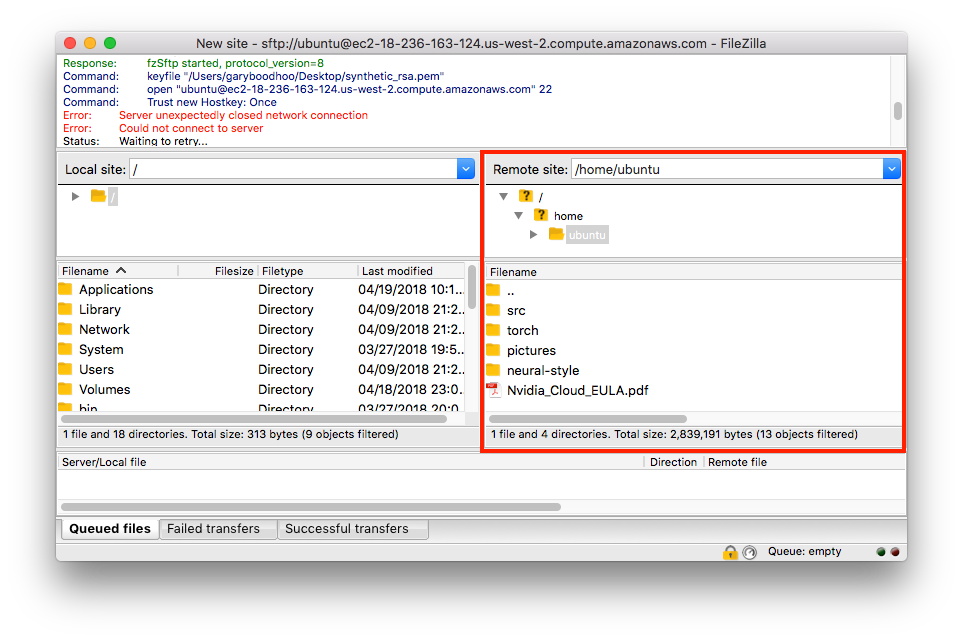 New site - sftp://ubuntu@ec2-18-236-163-124.us-west-2.compute.amazonaws.com - FileZilla
Response: fzSftp started, protocol_version=8
Command: keyfile "/Users/garyboodhoo/Desktop/synthetic_rsa.pem"
Command: open "ubuntu@ec2-18-236-163-124.us-west-2.compute.amazonaws.com" 22
Command: Trust new Hostkey: Once
Error: Server unexpectedly closed network connection
Error: Could not connect to server
Status: Waiting to retry...
Local site: /
/
Filename Filesize Filetype Last modified
Applications Directory 04/19/2018 10:1...
Library Directory 04/09/2018 21:2...
Network Directory 04/09/2018 21:2...
System Directory 03/27/2018 19:5...
Users Directory 04/09/2018 21:2...
Volumes Directory 04/18/2018 23:0...
bin Directory 03/27/2018 20:0...
1 file and 18 directories. Total size: 313 bytes (9 objects filtered)
Remote site: /home/ubuntu
? /
? home
ubuntu
Filename
..
src
torch
pictures
neural-style
Nvidia_Cloud_EULA.pdf
1 file and 4 directories. Total size: 2,839,191 bytes (13 objects filtered)
Server/Local file Direction Remote file
Queued files Failed transfers Successful transfers
Queue: empty